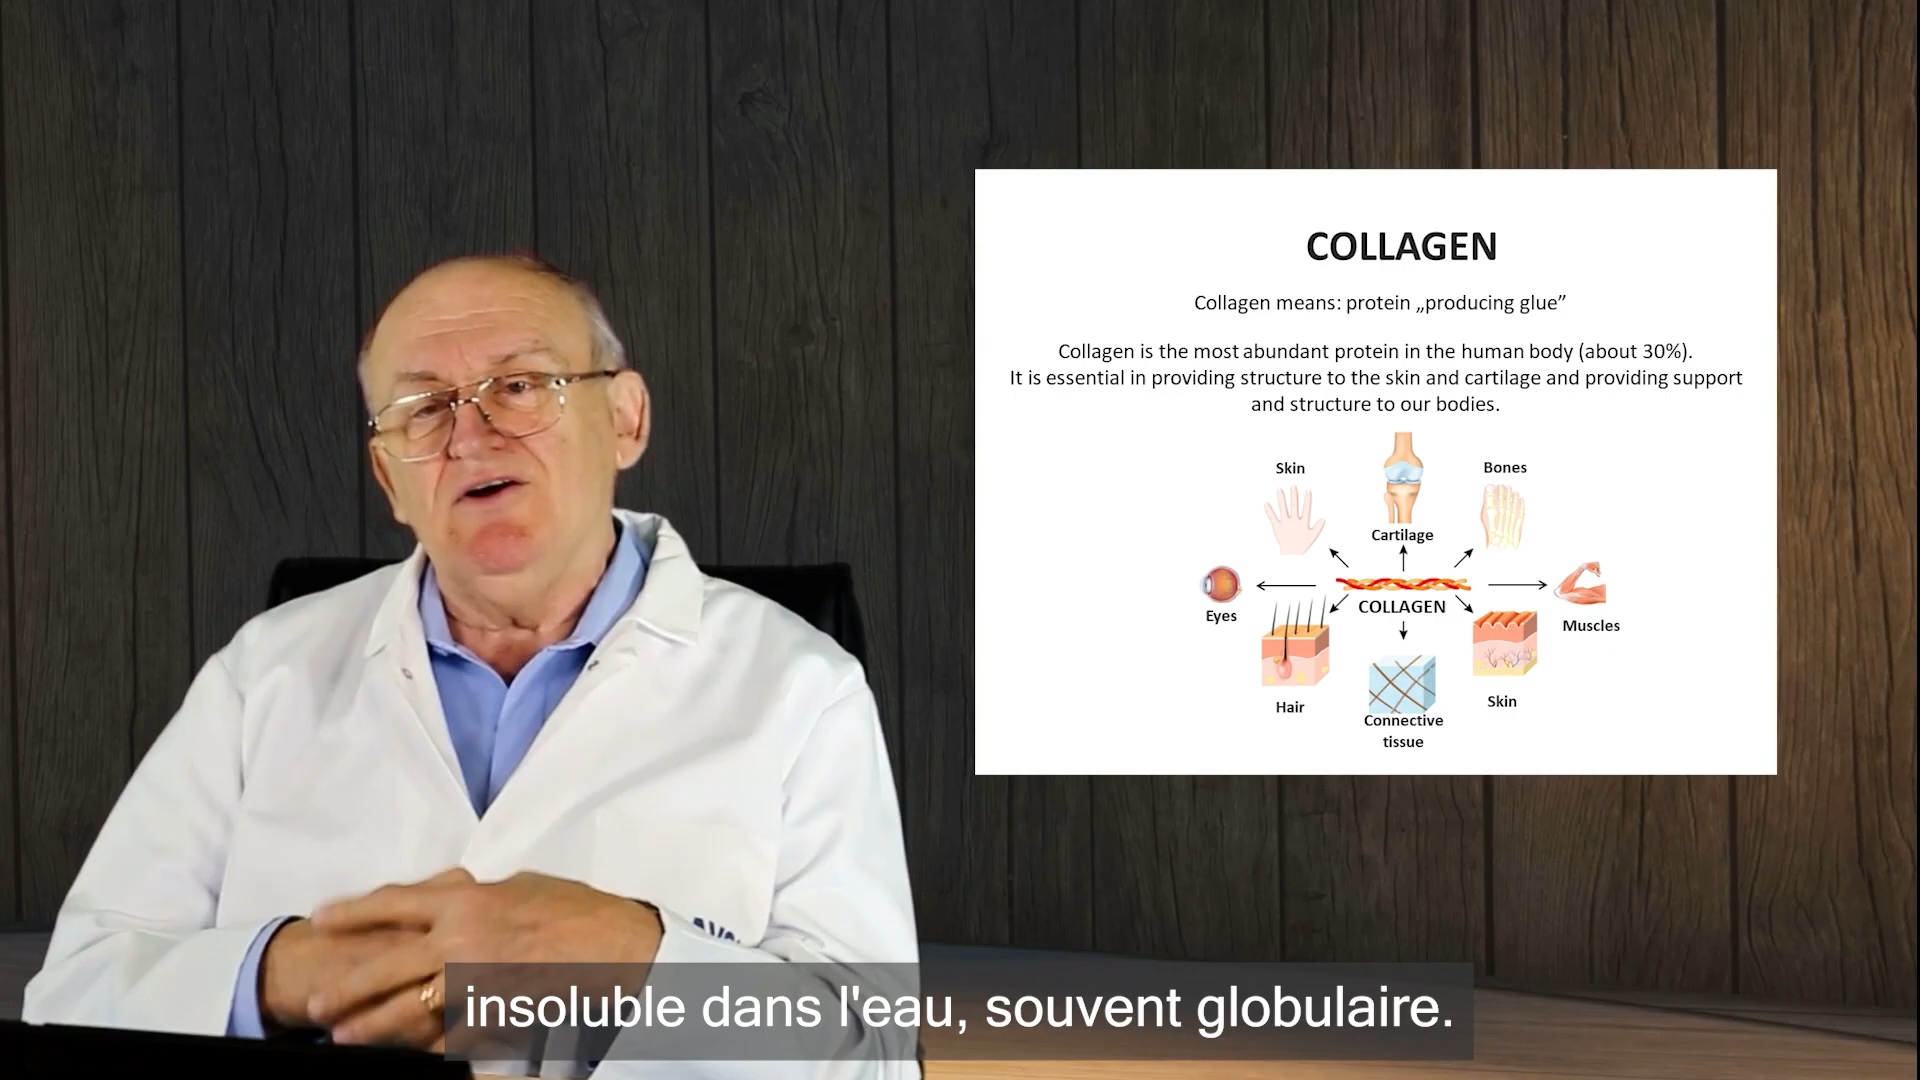 COLLAGEN
Collagen means: protein „producing glue”
Collagen is the most abundant protein in the human body (about 30%).
It is essential in providing structure to the skin and cartilage and providing support
and structure to our bodies.
Skin
Bones
Cartilage
Eyes
COLLAGEN
Muscles
Hair
Skin
Connective
tissue
insoluble dans l'eau, souvent globulaire.